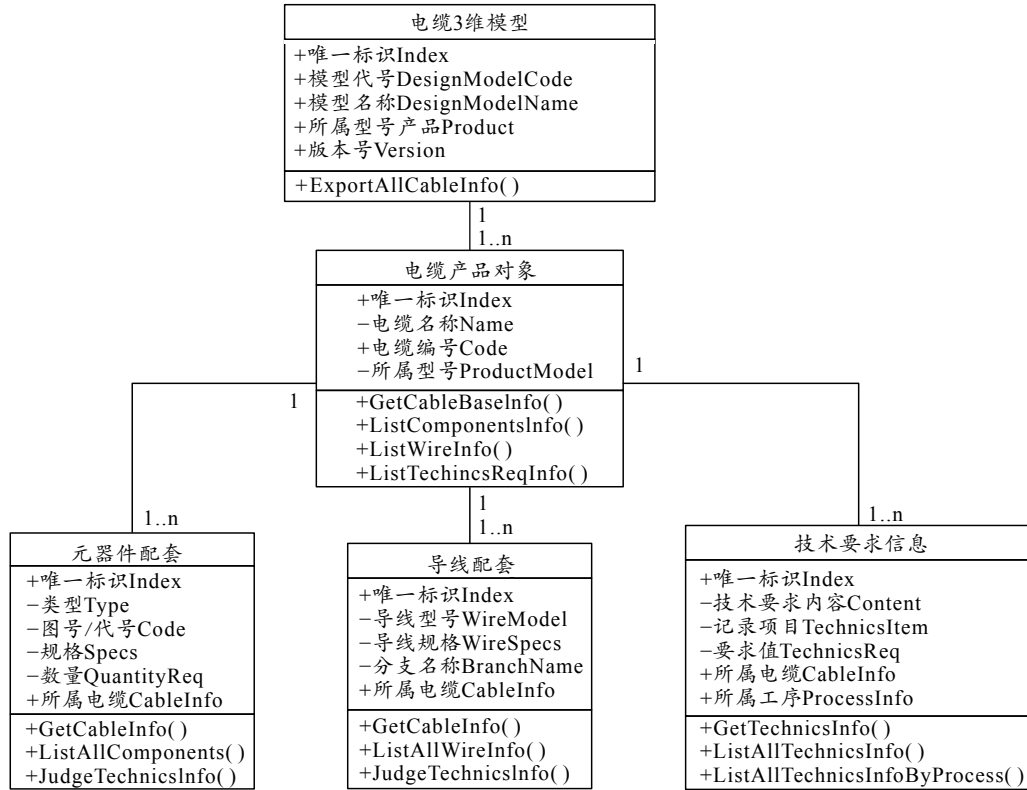 电缆3维模型
+唯一标识Index
+模型代号DesignModelCode
+模型名称DesignModelName
+所属型号产品Product
+版本号Version
+ExportAllCableInfo()
1
1..n
电缆产品对象
+唯一标识Index
−电缆名称Name
+电缆编号Code
−所属型号ProductModel
+GetCableBaseInfo()
+ListComponentsInfo()
+ListWireInfo()
+ListTechincsReqInfo()
1
1
1..n
元器件配套
+唯一标识Index
−类型Type
−图号/代号Code
−规格Specs
−数量QuantityReq
+所属电缆CableInfo
+GetCableInfo()
+ListAllComponents()
+JudgeTechnicsInfo()
1
1..n
导线配套
+唯一标识Index
−导线型号WireModel
−导线规格WireSpecs
−分支名称BranchName
+所属电缆CableInfo
+GetCableInfo()
+ListAllWireInfo()
+JudgeTechnicsInfo()
1..n
技术要求信息
+唯一标识Index
−技术要求内容Content
−记录项目TechnicsItem
−要求值TechnicsReq
+所属电缆CableInfo
+所属工序ProcessInfo
+GetTechnicsInfo()
+ListAllTechnicsInfo()
+ListAllTechnicsInfoByProcess()